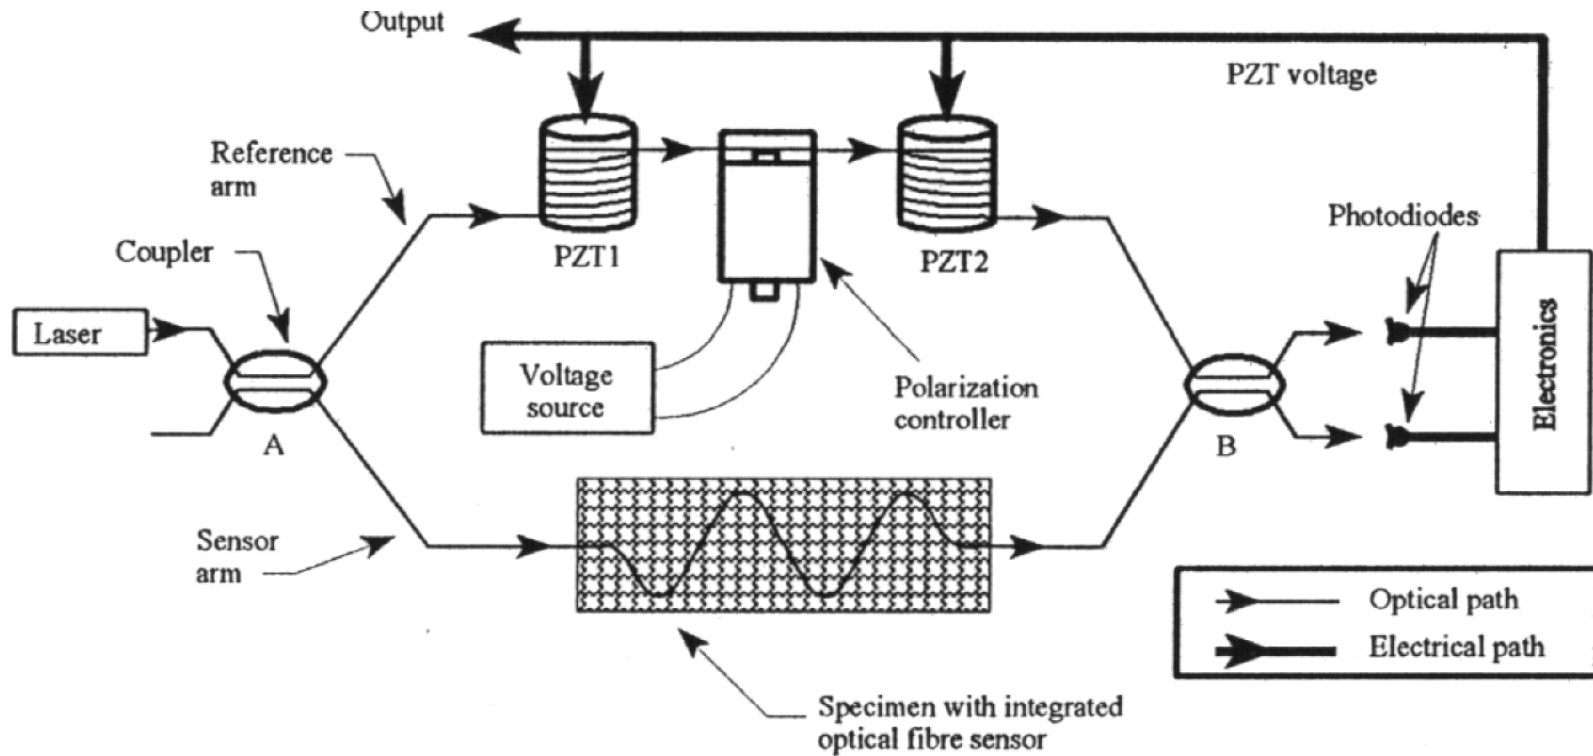 Output
PZT voltage
Reference
arm
Coupler
PZT1
PZT2
Photodiodes
Laser
Voltage
source
Polarization
controller
Electronics
A
B
Sensor
arm
Optical path
Electrical path
Specimen with integrated
optical fibre sensor